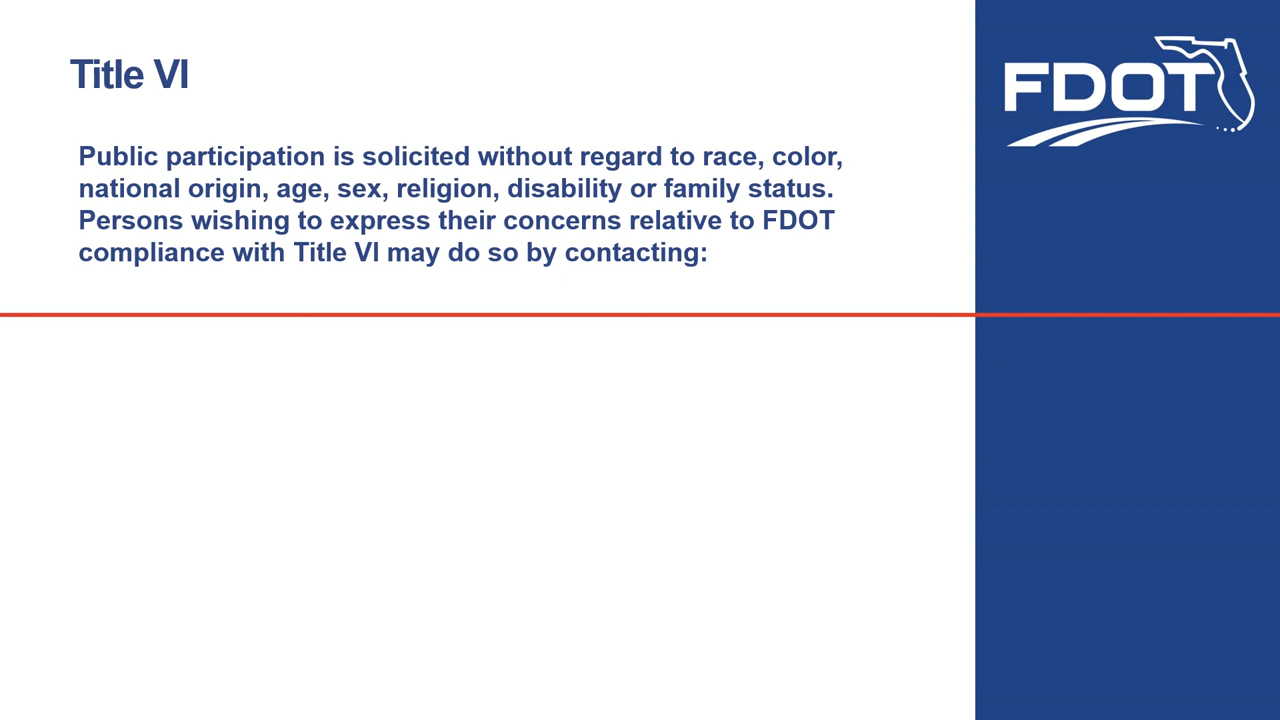 Title VI
FDOT
Public participation is solicited without regard to race, color,
national origin, age, sex, religion, disability or family status.
Persons wishing to express their concerns relative to FDOT
compliance with Title VI may do so by contacting: